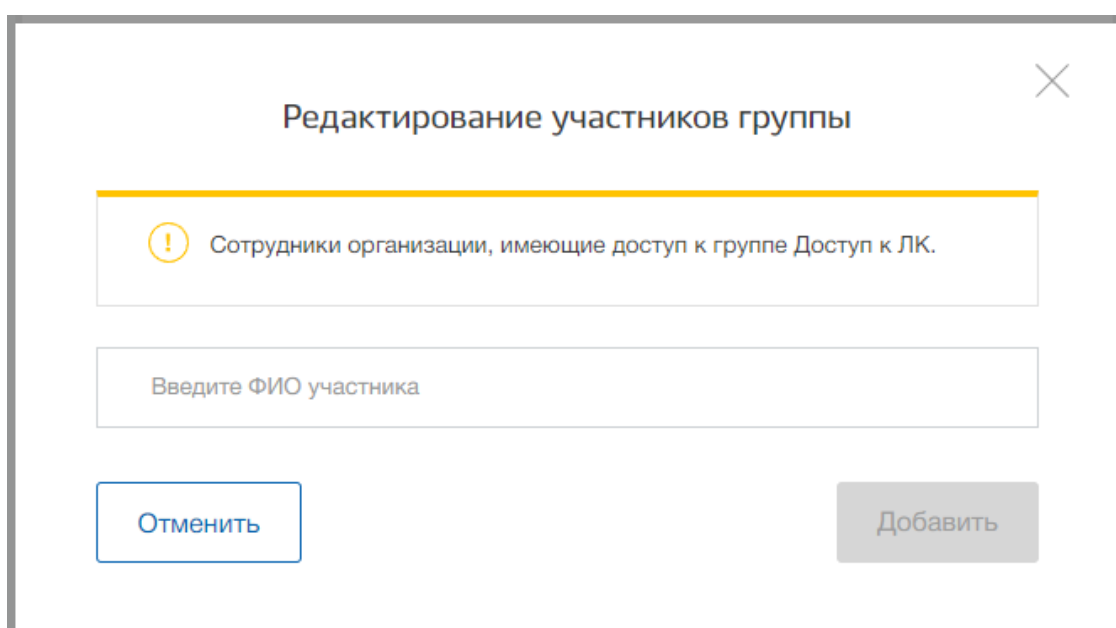 Редактирование участников группы
! Сотрудники организации, имеющие доступ к группе Доступ к ЛК.
Введите ФИО участника
Отменить
Добавить